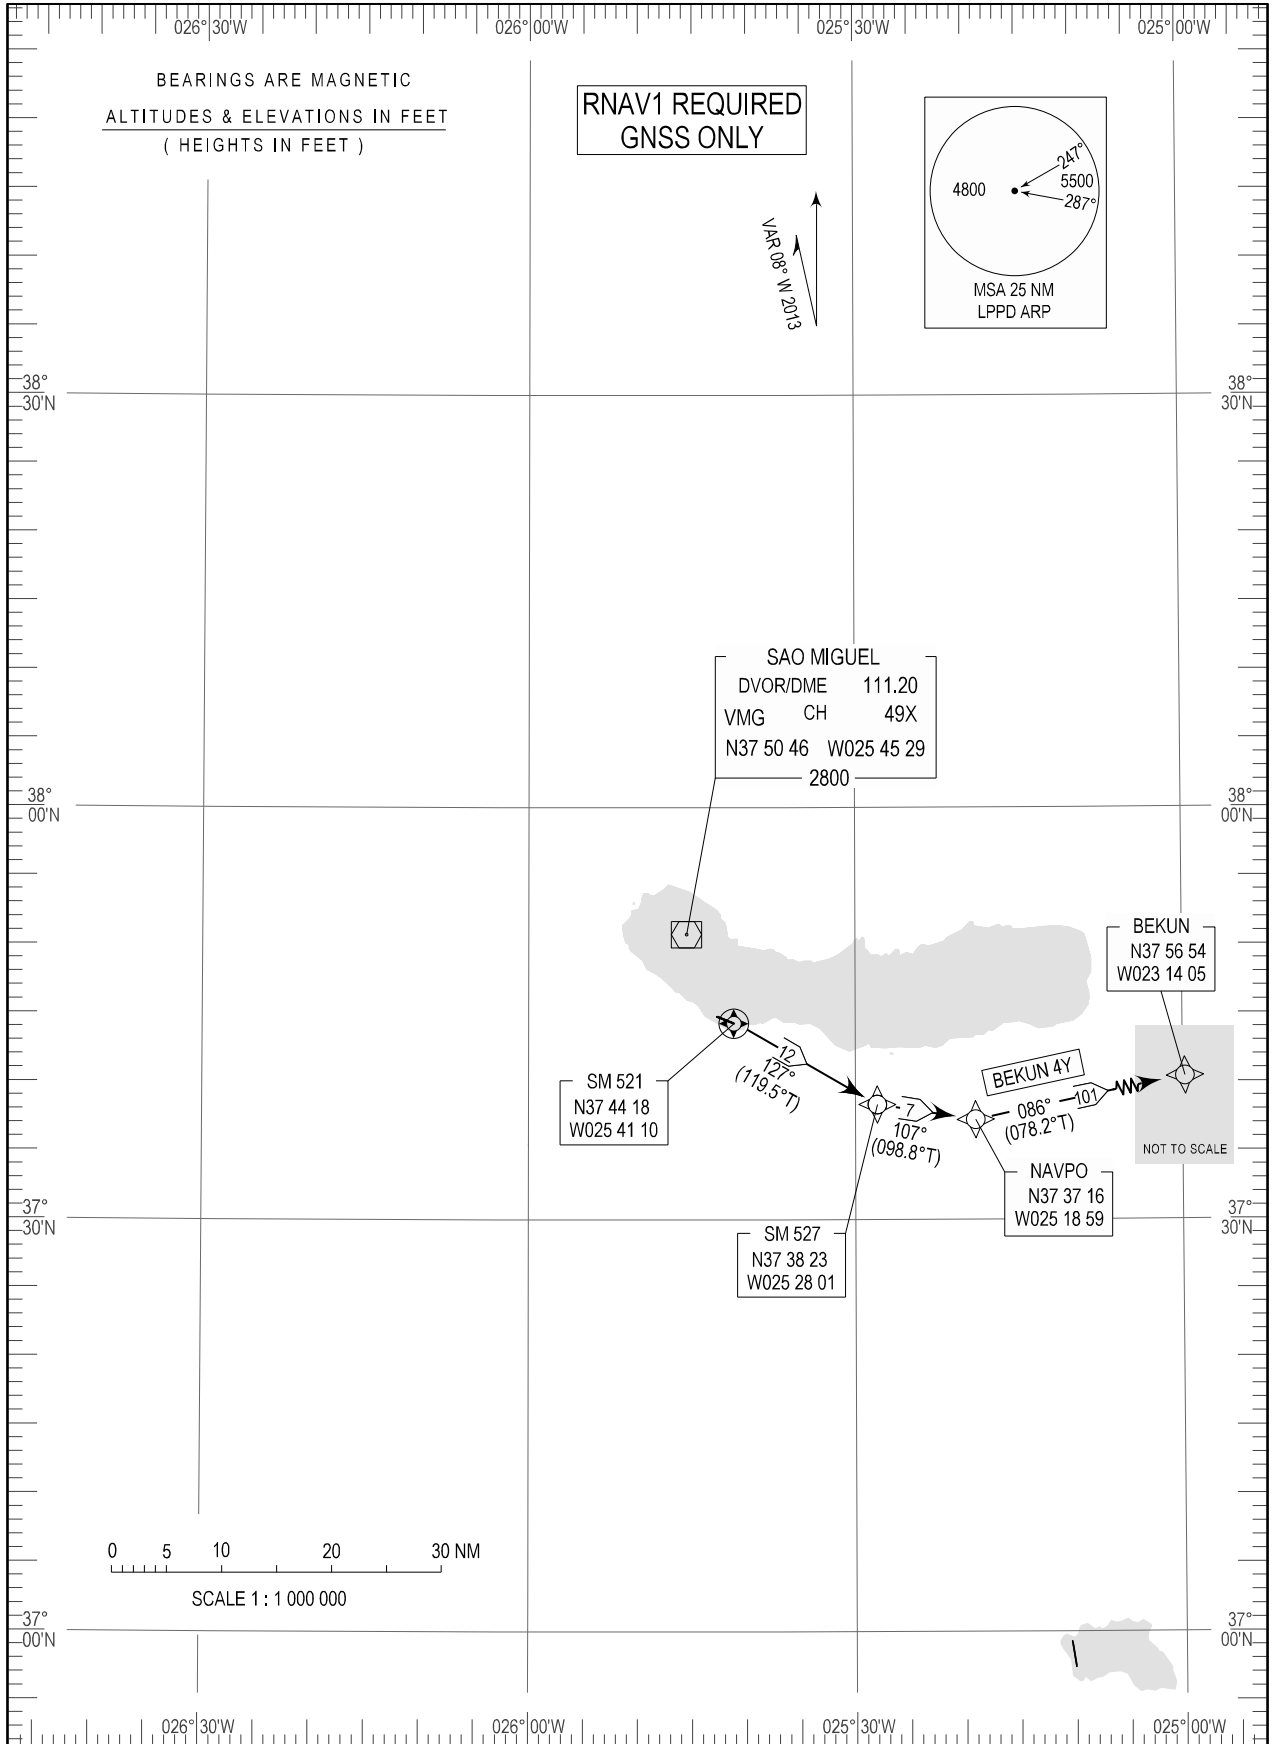 026°30'W
026°00'W
025°30'W
025°00'W
BEARINGS ARE MAGNETIC
ALTITUDES & ELEVATIONS IN FEET
( HEIGHTS IN FEET )
RNAV1 REQUIRED
GNSS ONLY
VAR 08° W 2013
247°
4800
5500
287°
MSA 25 NM
LPPD ARP
38°
30'N
38°
30'N
SAO MIGUEL
DVOR/DME 111.20
VMG CH 49X
N37 50 46 W025 45 29
2800
38°
00'N
38°
00'N
BEKUN
N37 56 54
W023 14 05
SM 521
N37 44 18
W025 41 10
12
127°
(119.5°T)
7
107°
(098.8°T)
BEKUN 4Y
086°
101
(078.2°T)
NOT TO SCALE
NAVPO
N37 37 16
W025 18 59
SM 527
N37 38 23
W025 28 01
37°
30'N
37°
30'N
0 5 10 20 30 NM
SCALE 1 : 1 000 000
37°
00'N
37°
00'N
026°30'W
026°00'W
025°30'W
025°00'W